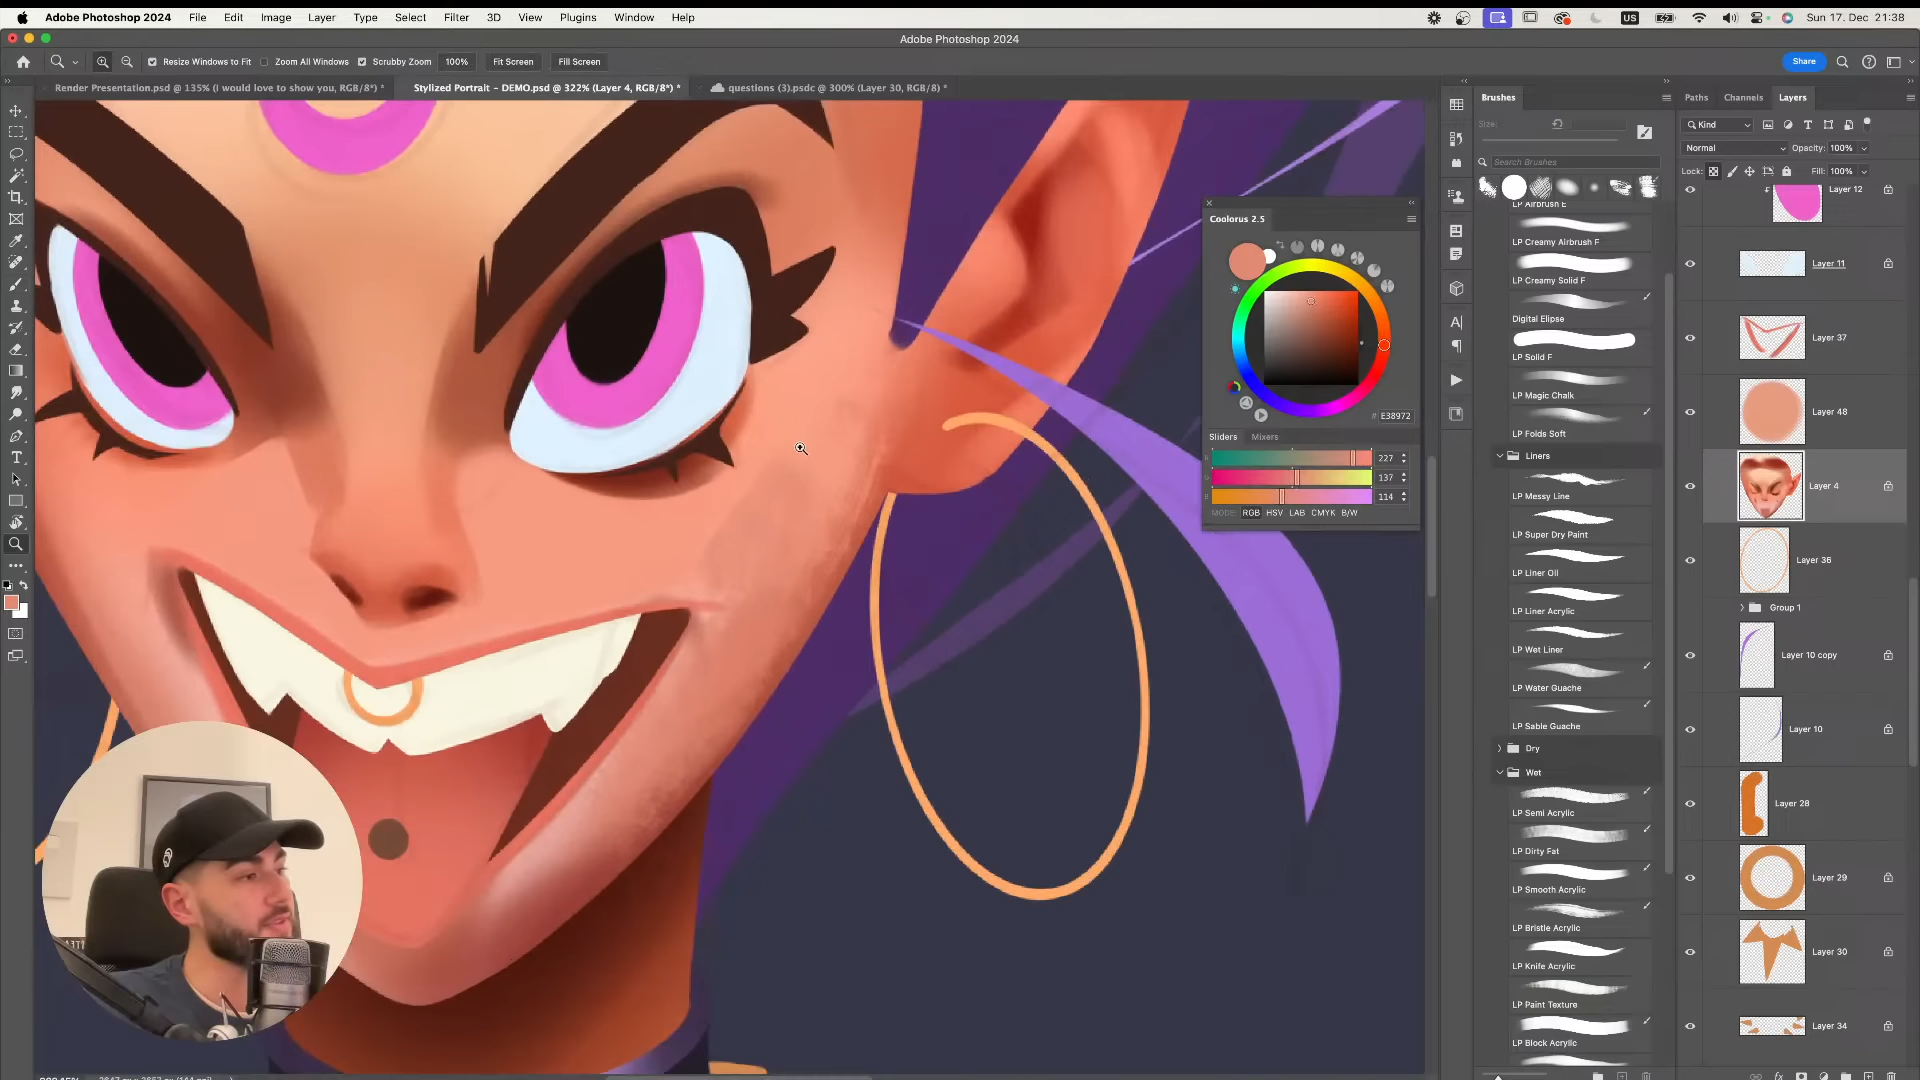 Adobe Photoshop 2024 File Edit Image Layer Type Select Filter 3D View Plugins Window Help US Sun 17. Dec 21:38
Adobe Photoshop 2024
Resize Windows to Fit Zoom All Windows Scrubby Zoom 100% Fit Screen Fill Screen Share
Render Presentation.psd @ 135% (I would love to show you, RGB/8*) *
Stylized Portrait - DEMO.psd @ 322% (Layer 4, RGB/8*) *
questions (3).psdc @ 300% (Layer 30, RGB/8) *
Coolorus 2.5
# E38972
Sliders Mixers
227
137
114
MODE: RGB HSV LAB CMYK B/W
Brushes
Size:
Search Brushes
LP Airbrush E
LP Creamy Airbrush F
LP Creamy Solid F
Digital Elipse
LP Solid F
LP Magic Chalk
LP Folds Soft
Liners
LP Messy Line
LP Super Dry Paint
LP Liner Oil
LP Liner Acrylic
LP Wet Liner
LP Water Guache
LP Sable Guache
Dry
Wet
LP Semi Acrylic
LP Dirty Fat
LP Smooth Acrylic
LP Bristle Acrylic
LP Knife Acrylic
LP Paint Texture
LP Block Acrylic
Paths Channels Layers
Kind
Normal Opacity: 100%
Lock: Fill: 100%
Layer 12
Layer 11
Layer 37
Layer 48
Layer 4
Layer 36
Group 1
Layer 10 copy
Layer 10
Layer 28
Layer 29
Layer 30
Layer 34